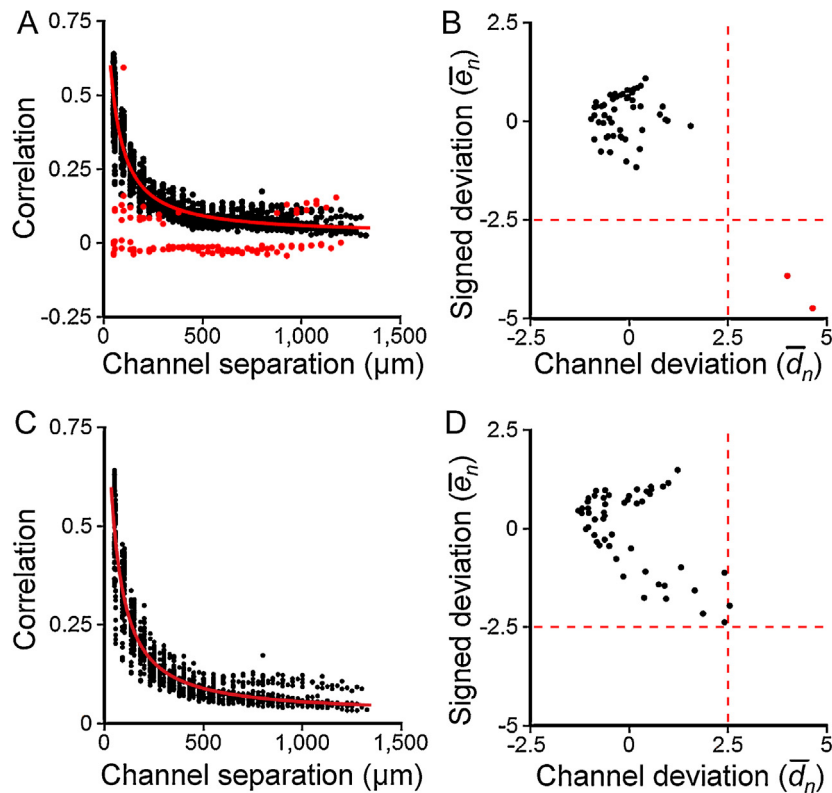 A
0.75
0.5
0.25
0
-0.25
Correlation
0 500 1,000 1,500
Channel separation (µm)
B
2.5
0
-2.5
-5
Signed deviation (e̅ₙ)
-2.5 0 2.5 5
Channel deviation (d̅ₙ)
C
0.75
0.5
0.25
0
Correlation
0 500 1,000 1,500
Channel separation (µm)
D
2.5
0
-2.5
-5
Signed deviation (e̅ₙ)
-2.5 0 2.5 5
Channel deviation (d̅ₙ)